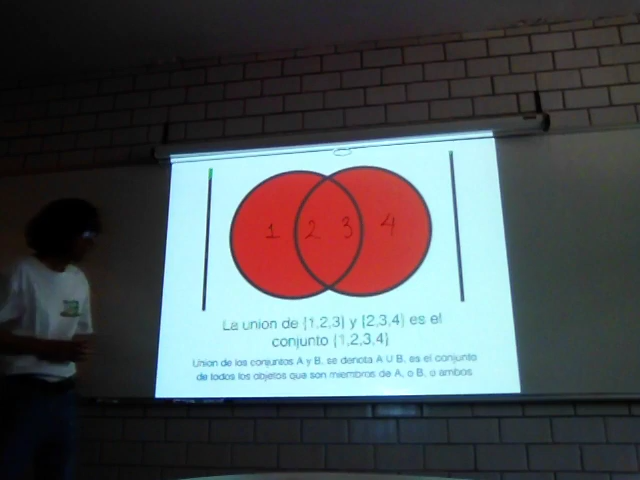 1 2 3 4
La union de {1,2,3} y {2,3,4} es el
conjunto {1,2,3,4}
Union de los conjuntos A y B, se denota A U B, es el conjunto
de todos los objetos que son miembros de A, o B, o ambos